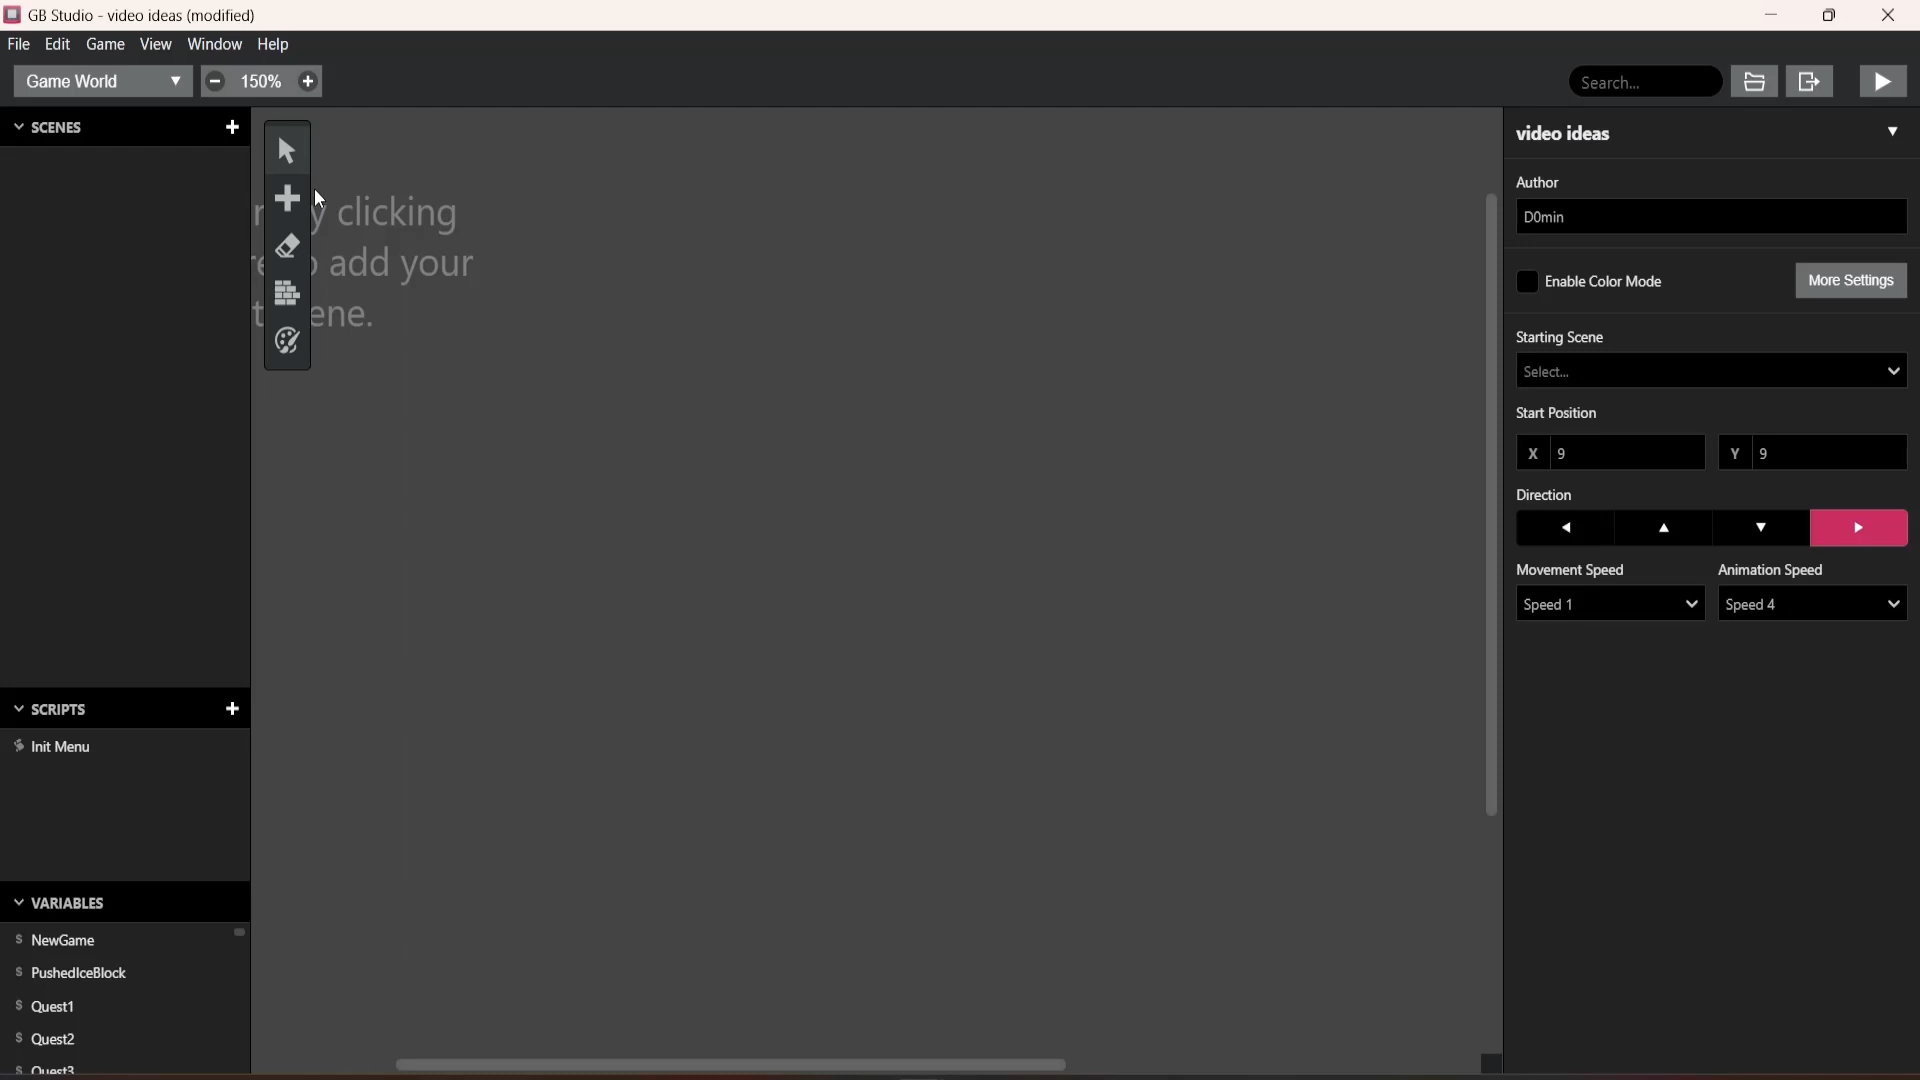 GB Studio - video ideas (modified)
File Edit Game View Window Help
Game World 150% Search...
SCENES
clicking
add your
ene.
SCRIPTS
Init Menu
VARIABLES
$ NewGame
$ PushedIceBlock
$ Quest1
$ Quest2
$ Quest3
video ideas
Author
D0min
Enable Color Mode More Settings
Starting Scene
Select...
Start Position
X 9 Y 9
Direction
Movement Speed Animation Speed
Speed 1 Speed 4